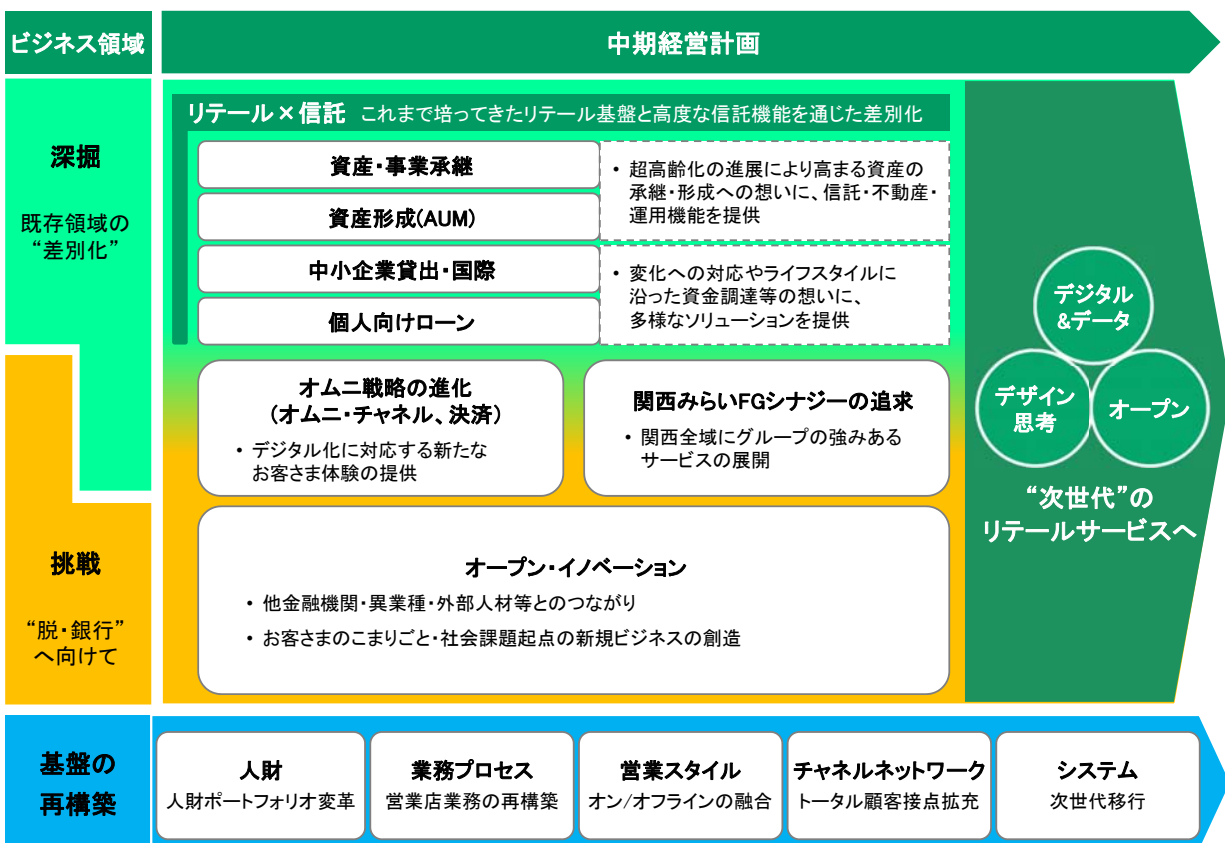 ビジネス領域
中期経営計画
深掘
既存領域の
“差別化”
リテール×信託 これまで培ってきたリテール基盤と高度な信託機能を通じた差別化
資産・事業承継
資産形成(AUM)
・超高齢化の進展により高まる資産の
承継・形成への想いに、信託・不動産・
運用機能を提供
中小企業貸出・国際
個人向けローン
・変化への対応やライフスタイルに
沿った資金調達等の想いに、
多様なソリューションを提供
オムニ戦略の進化
(オムニ・チャネル、決済)
・デジタル化に対応する新たな
お客さま体験の提供
関西みらいFGシナジーの追求
・関西全域にグループの強みある
サービスの展開
挑戦
“脱・銀行”
へ向けて
オープン・イノベーション
・他金融機関・異業種・外部人材等とのつながり
・お客さまのこまりごと・社会課題起点の新規ビジネスの創造
デジタル
&データ
デザイン
思考
オープン
“次世代”の
リテールサービスへ
基盤の
再構築
人財
人財ポートフォリオ変革
業務プロセス
営業店業務の再構築
営業スタイル
オン/オフラインの融合
チャネルネットワーク
トータル顧客接点拡充
システム
次世代移行